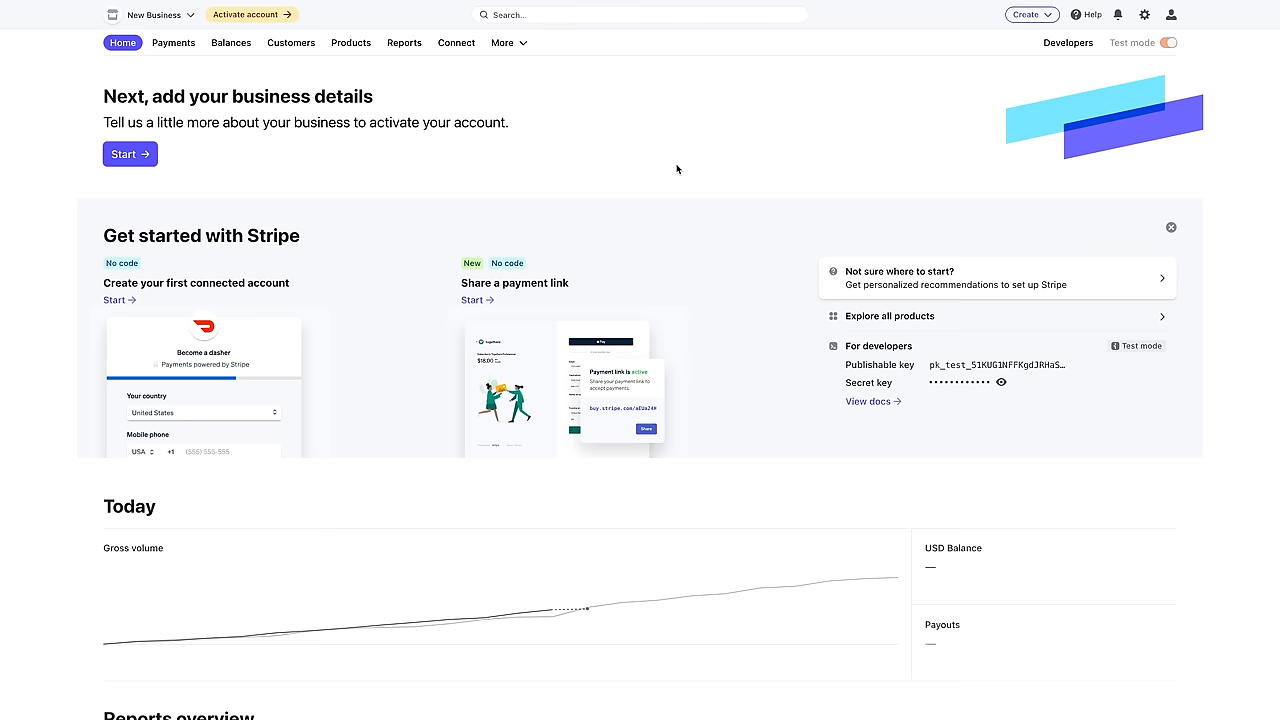 New Business
Activate account →
Search...
Create
Help
Home
Payments
Balances
Customers
Products
Reports
Connect
More
Developers
Test mode
Next, add your business details
Tell us a little more about your business to activate your account.
Start →
Get started with Stripe
No code
Create your first connected account
Start →
Become a dasher
Payments powered by Stripe
Your country
United States
Mobile phone
USA
+1
(555) 555-555
New
No code
Share a payment link
Start →
$18.00
Pay
Payment link is active
Share your payment link to
accept payments.
Share
Not sure where to start?
Get personalized recommendations to set up Stripe
Explore all products
For developers
Test mode
Publishable key
pk_test_51KUG1NFFKgdJRHaS…
Secret key
••••••••••••
View docs →
Today
Gross volume
USD Balance
—
Payouts
—
Reports overview